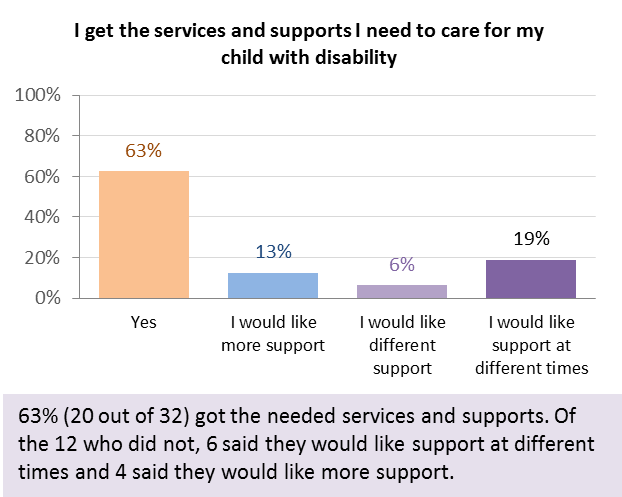 I get the services and supports I need to care for my
child with disability
100%
80%
60%
40%
20%
0%
63%
13%
6%
19%
Yes
I would like
more support
I would like
different
support
I would like
support at
different times
63% (20 out of 32) got the needed services and supports. Of
the 12 who did not, 6 said they would like support at different
times and 4 said they would like more support.